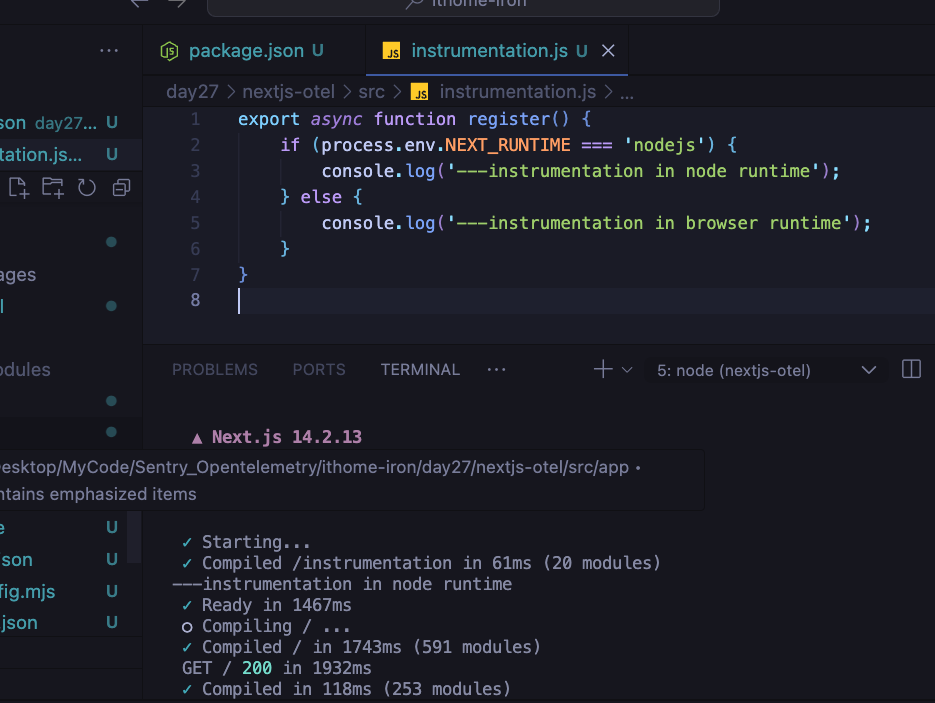 ithome-iron
package.json U
instrumentation.js U
day27 > nextjs-otel > src > instrumentation.js > ...
son day27... U
tation.js... U
ages
l
odules
e U
son U
fig.mjs U
.json U
1 export async function register() {
2 if (process.env.NEXT_RUNTIME === 'nodejs') {
3 console.log('---instrumentation in node runtime');
4 } else {
5 console.log('---instrumentation in browser runtime');
6 }
7 }
8
PROBLEMS PORTS TERMINAL ...
5: node (nextjs-otel)
▲ Next.js 14.2.13
esktop/MyCode/Sentry_Opentelemetry/ithome-iron/day27/nextjs-otel/src/app •
ntains emphasized items
✓ Starting...
✓ Compiled /instrumentation in 61ms (20 modules)
---instrumentation in node runtime
✓ Ready in 1467ms
○ Compiling / ...
✓ Compiled / in 1743ms (591 modules)
GET / 200 in 1932ms
✓ Compiled in 118ms (253 modules)